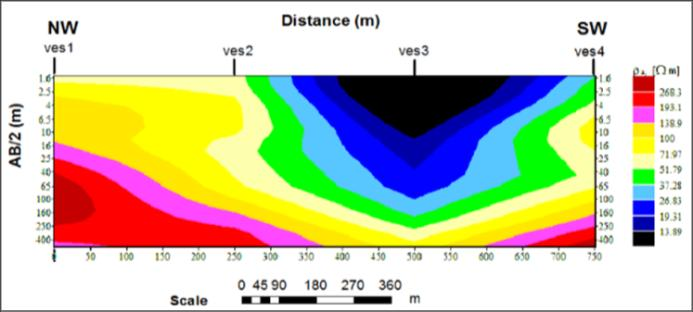 Distance (m)
NW SW
ves1 ves2 ves3 ves4
AB/2 (m)
1.6 1.6
2.5 2.5
4 4
6.5 6.5
10 10
16 16
25 25
40 40
65 65
100 100
160 160
250 250
400 400
0 50 100 150 200 250 300 350 400 450 500 550 600 650 700 750
[Ω m]
268.3
193.1
138.9
100
71.97
51.79
37.28
26.83
19.31
13.89
0 45 90 180 270 360
Scale m